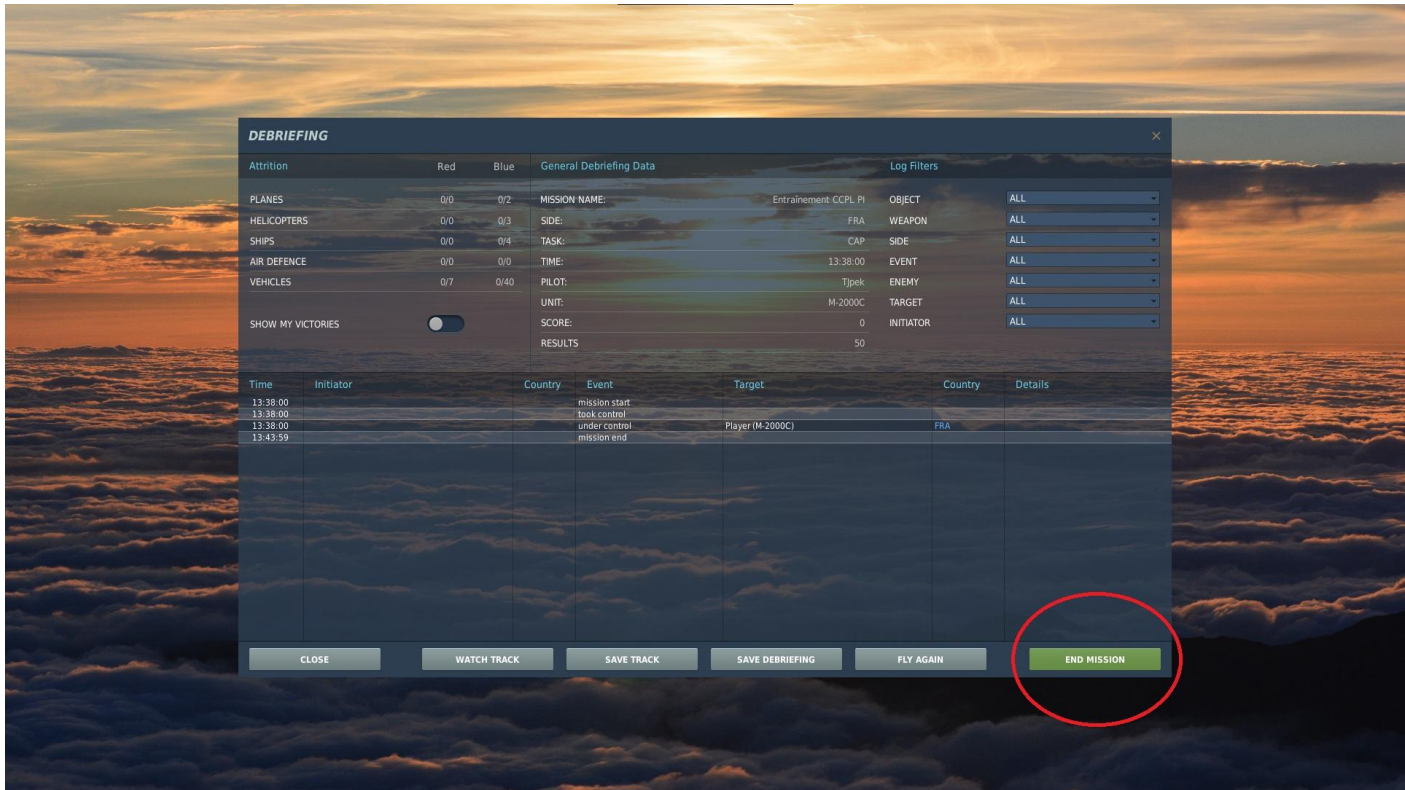 DEBRIEFING ×
Attrition Red Blue General Debriefing Data Log Filters
PLANES 0/0 0/2 MISSION NAME: Entraînement CCPL PI OBJECT ALL
HELICOPTERS 0/0 0/3 SIDE: FRA WEAPON ALL
SHIPS 0/0 0/4 TASK: CAP SIDE ALL
AIR DEFENCE 0/0 0/0 TIME: 13:38:00 EVENT ALL
VEHICLES 0/7 0/40 PILOT: TJpek ENEMY ALL
UNIT: M-2000C TARGET ALL
SHOW MY VICTORIES SCORE: 0 INITIATOR ALL
RESULTS 50
Time Initiator Country Event Target Country Details
13:38:00 mission start
13:38:00 took control
13:38:00 under control Player (M-2000C) FRA
13:43:59 mission end
CLOSE WATCH TRACK SAVE TRACK SAVE DEBRIEFING FLY AGAIN END MISSION